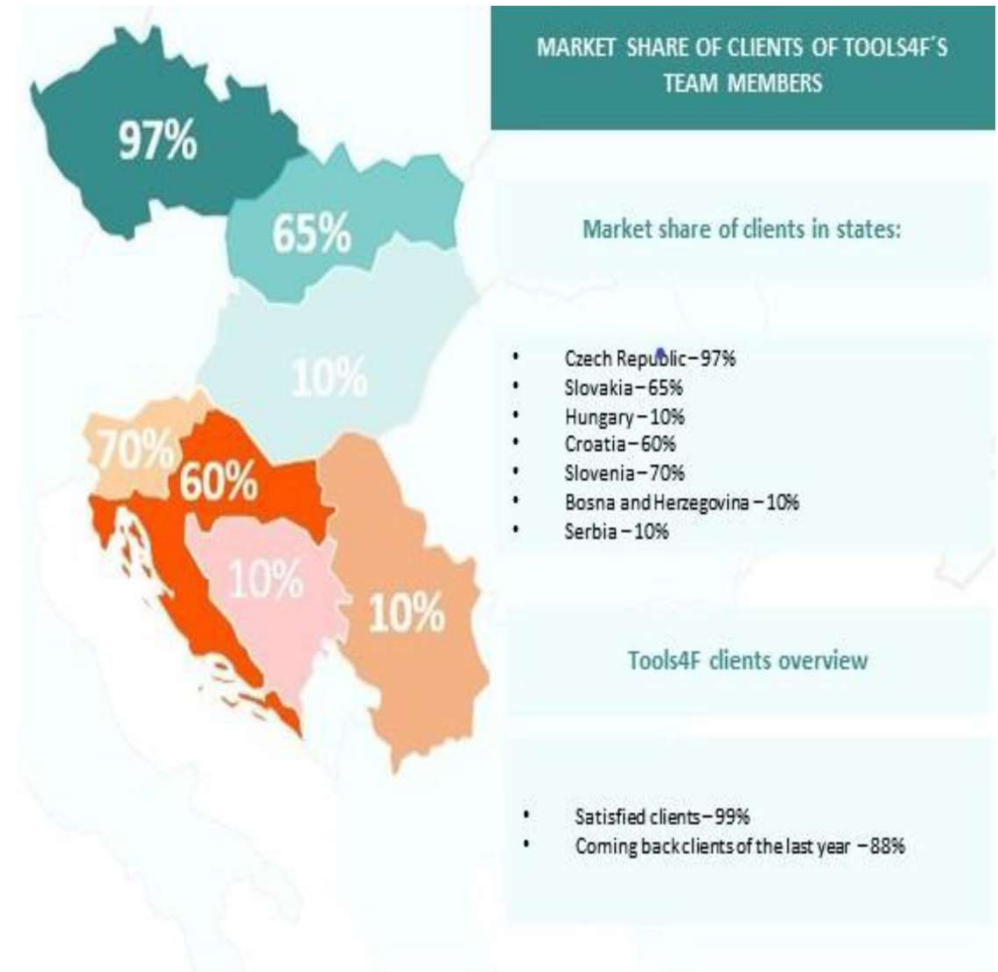 MARKET SHARE OF CLIENTS OF TOOLS4F´S
TEAM MEMBERS
97%
65%
10%
70%
60%
10%
10%
Market share of clients in states:
• Czech Republic – 97%
• Slovakia – 65%
• Hungary – 10%
• Croatia – 60%
• Slovenia – 70%
• Bosna and Herzegovina – 10%
• Serbia – 10%
Tools4F clients overview
• Satisfied clients – 99%
• Coming back clients of the last year – 88%